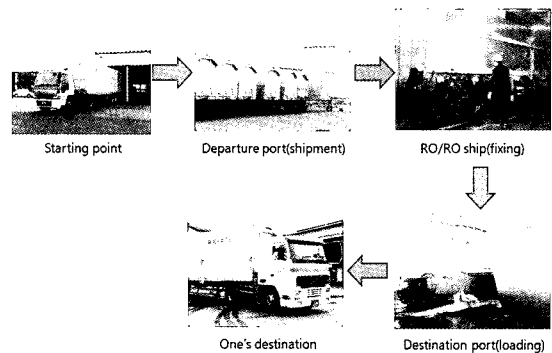 Starting point
Departure port(shipment)
RO/RO ship(fixing)
One's destination
Destination port(loading)